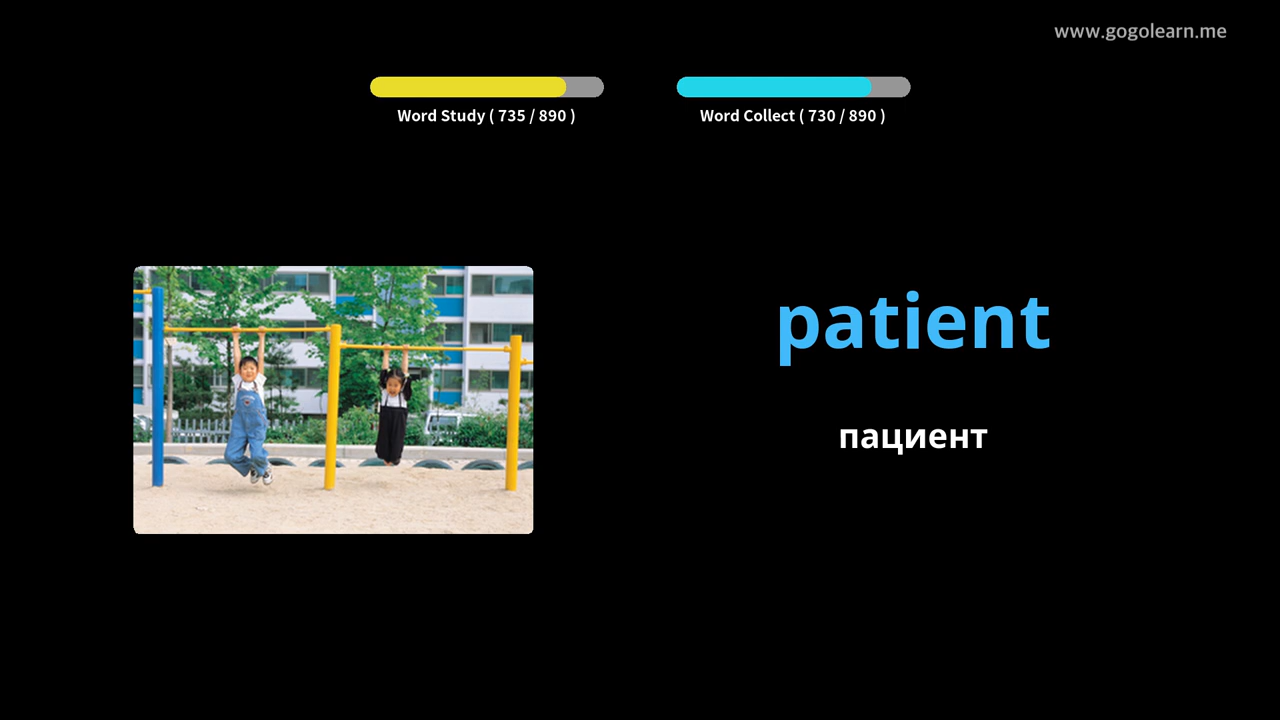 www.gogolearn.me
Word Study ( 735 / 890 )
Word Collect ( 730 / 890 )
patient
пациент